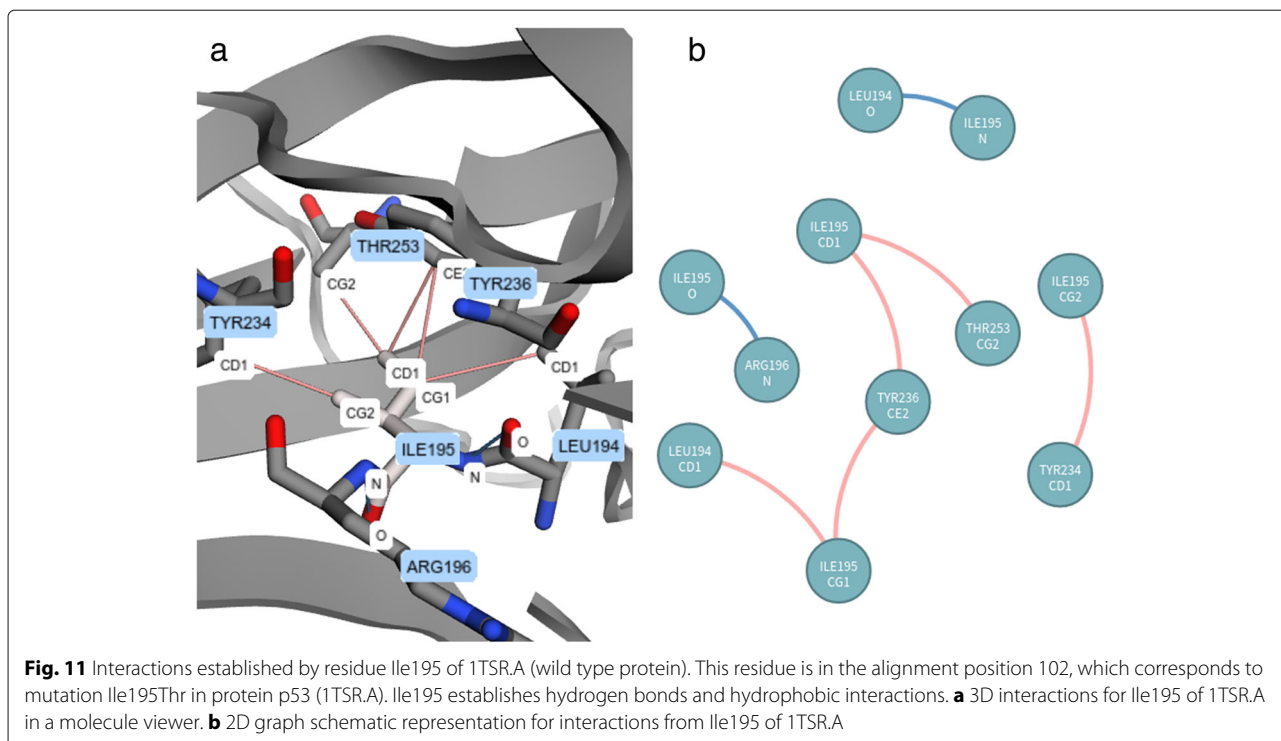 a
THR253
CE2
TYR236
CG2
TYR234
CD1
CD1
CD1
CG1
CG2
O
ILE195
LEU194
N
N
O
ARG196
b
LEU194
O
ILE195
N
ILE195
CD1
ILE195
O
ILE195
CG2
THR253
CG2
ARG196
N
TYR236
CE2
LEU194
CD1
TYR234
CD1
ILE195
CG1
Fig. 11 Interactions established by residue Ile195 of 1TSR.A (wild type protein). This residue is in the alignment position 102, which corresponds to
mutation Ile195Thr in protein p53 (1TSR.A). Ile195 establishes hydrogen bonds and hydrophobic interactions. a 3D interactions for Ile195 of 1TSR.A
in a molecule viewer. b 2D graph schematic representation for interactions from Ile195 of 1TSR.A